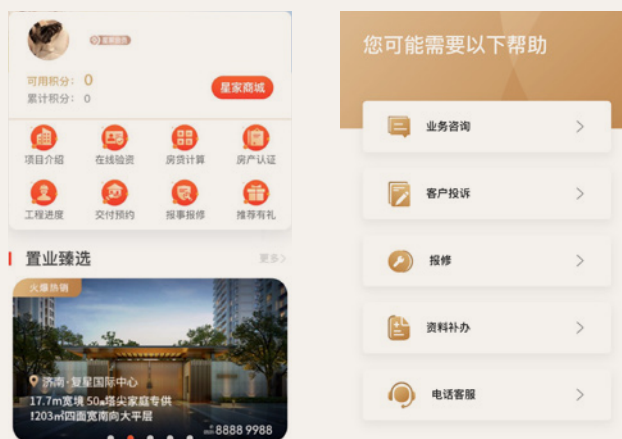 可用积分: 0
累计积分: 0
星家商城
项目介绍
在线验资
房贷计算
房产认证
工程进度
交付预约
报事报修
推荐有礼
置业臻选
更多>
火爆热销
济南·复星国际中心
17.7m宽境 50㎡塔尖家庭专供
1203㎡四面宽南向大平层
8888 9988
您可能需要以下帮助
业务咨询
客户投诉
报修
资料补办
电话客服